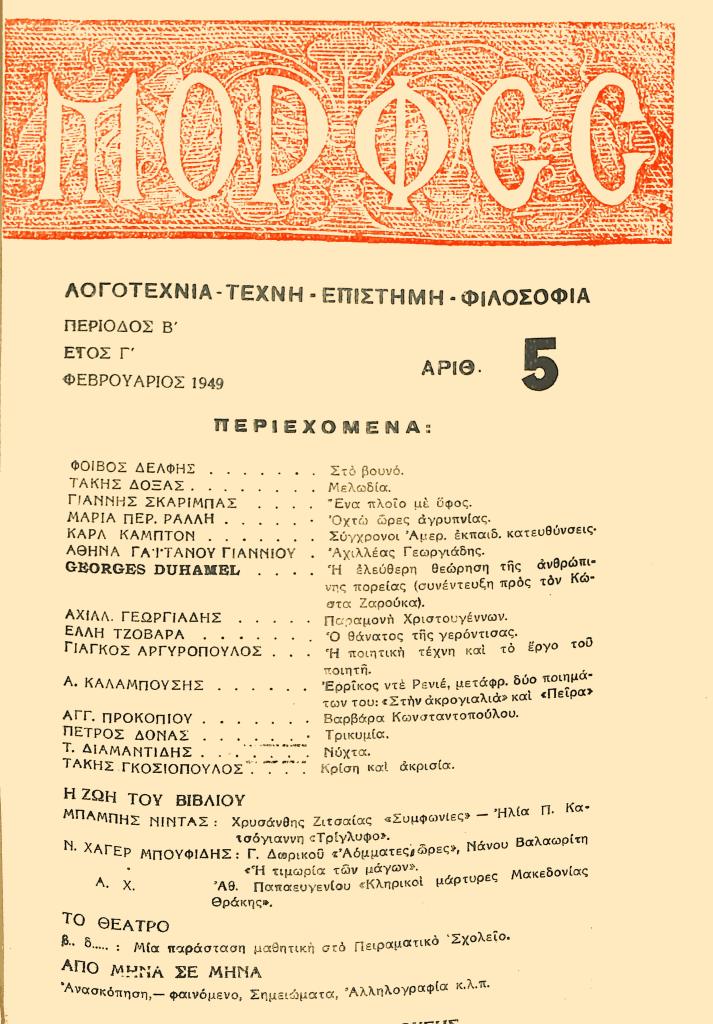 ΜΟΡΦΕΣ
ΛΟΓΟΤΕΧΝΙΑ - ΤΕΧΝΗ - ΕΠΙΣΤΗΜΗ - ΦΙΛΟΣΟΦΙΑ
ΠΕΡΙΟΔΟΣ Β′
ΕΤΟΣ Γ′
ΦΕΒΡΟΥΑΡΙΟΣ 1949
ΑΡΙΘ. 5
ΠΕΡΙΕΧΟΜΕΝΑ:
ΦΟΙΒΟΣ ΔΕΛΦΗΣ . . . . . . . Στὸ βουνό.
ΤΑΚΗΣ ΔΟΞΑΣ . . . . . . . . Μελωδία.
ΓΙΑΝΝΗΣ ΣΚΑΡΙΜΠΑΣ . . . . Ἕνα πλοῖο μὲ ὕφος.
ΜΑΡΙΑ ΠΕΡ. ΡΑΛΛΗ . . . . . . Ὀχτὼ ὧρες ἀγρυπνίας.
ΚΑΡΛ ΚΑΜΠΤΟΝ . . . . . . . Σύγχρονοι Ἀμερ. ἐκπαιδ. κατευθύνσεις.
ΑΘΗΝΑ ΓΑΪΤΑΝΟΥ ΓΙΑΝΝΙΟΥ . Ἀχιλλέας Γεωργιάδης.
GEORGES DUHAMEL . . . . Ἡ ἐλεύθερη θεώρηση τῆς ἀνθρώπι-
νης πορείας (συνέντευξη πρὸς τὸν Κώ-
στα Ζαρούκα).
ΑΧΙΛΛ. ΓΕΩΡΓΙΑΔΗΣ . . . . . Παραμονὴ Χριστουγέννων.
ΕΛΛΗ ΤΖΟΒΑΡΑ . . . . . . . Ὁ θάνατος τῆς γερόντισας.
ΓΙΑΓΚΟΣ ΑΡΓΥΡΟΠΟΥΛΟΣ . . . Ἡ ποιητικὴ τέχνη καὶ τὸ ἔργο τοῦ
ποιητῆ.
Α. ΚΑΛΑΜΠΟΥΣΗΣ . . . . . . Ἐρρῖκος ντὲ Ρενιέ, μετάφρ. δύο ποιημά-
των του: «Στὴν ἀκρογιαλιὰ» καὶ «Πεῖρα»
ΑΓΓ. ΠΡΟΚΟΠΙΟΥ . . . . . . . Βαρβάρα Κωνσταντοπούλου.
ΠΕΤΡΟΣ ΔΟΝΑΣ . . . . . . . Τρικυμία.
Τ. ΔΙΑΜΑΝΤΙΔΗΣ . . . . . . . Νύχτα.
ΤΑΚΗΣ ΓΚΟΣΙΟΠΟΥΛΟΣ . . . . Κρίση καὶ ἀκρισία.
Η ΖΩΗ ΤΟΥ ΒΙΒΛΙΟΥ
ΜΠΑΜΠΗΣ ΝΙΝΤΑΣ : Χρυσάνθης Ζιτσαίας «Συμφωνίες» — Ἠλία Π. Κα-
τσόγιαννη «Τρίγλυφο».
Ν. ΧΑΓΕΡ ΜΠΟΥΦΙΔΗΣ : Γ. Δωρικοῦ «Ἀόμματες ὧρες», Νάνου Βαλαωρίτη
«Ἡ τιμωρία τῶν μάγων».
Α. Χ. Ἀθ. Παπαευγενίου «Κληρικοὶ μάρτυρες Μακεδονίας
Θράκης».
ΤΟ ΘΕΑΤΡΟ
β.. δ..... : Μία παράσταση μαθητικὴ στὸ Πειραματικὸ Σχολεῖο.
ΑΠΟ ΜΗΝΑ ΣΕ ΜΗΝΑ
Ἀνασκόπηση,— φαινόμενο, Σημειώματα, Ἀλληλογραφία κ.λ.π.